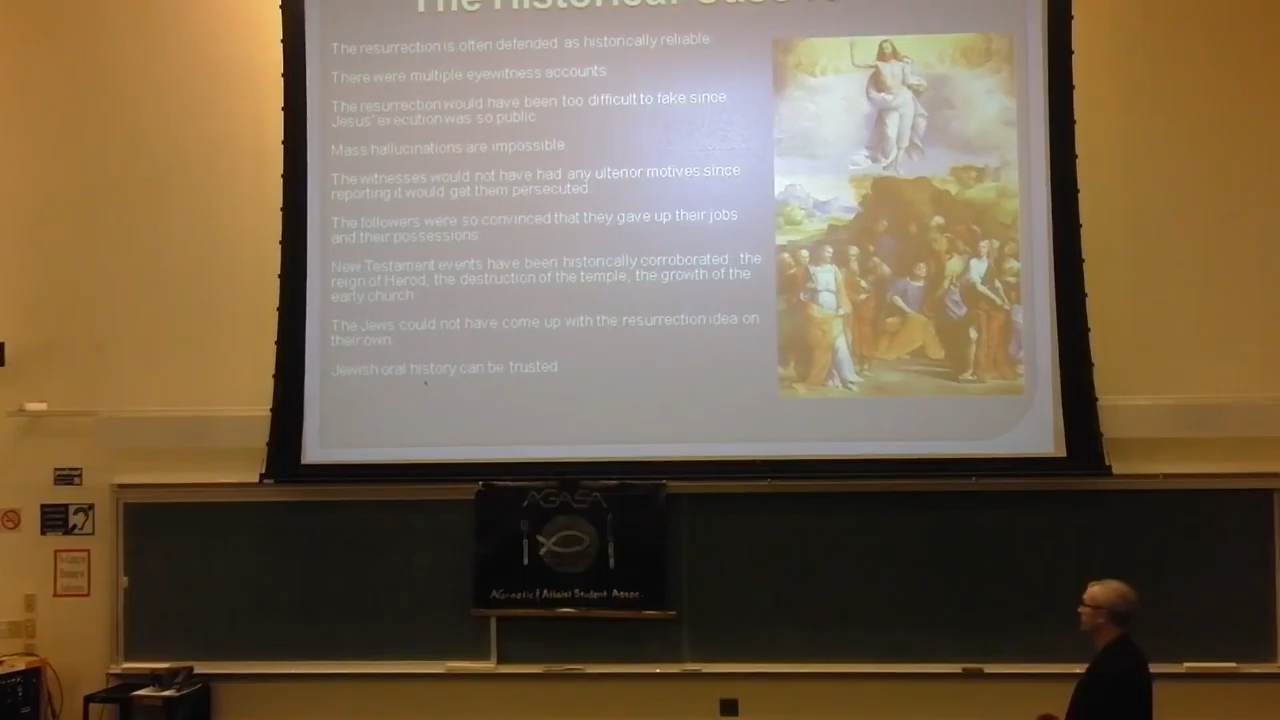 The Historical
The resurrection is often defended as historically reliable
There were multiple eyewitness accounts
The resurrection would have been too difficult to fake since
Jesus' execution was so public
Mass hallucinations are impossible
The witnesses would not have had any ulterior motives since
reporting it would get them persecuted
The followers were so convinced that they gave up their jobs
and their possessions
New Testament events have been historically corroborated: the
reign of Herod, the destruction of the temple, the growth of the
early church
The Jews could not have come up with the resurrection idea on
their own
Jewish oral history can be trusted
AGASA
AGnostic & Atheist Student Assoc.